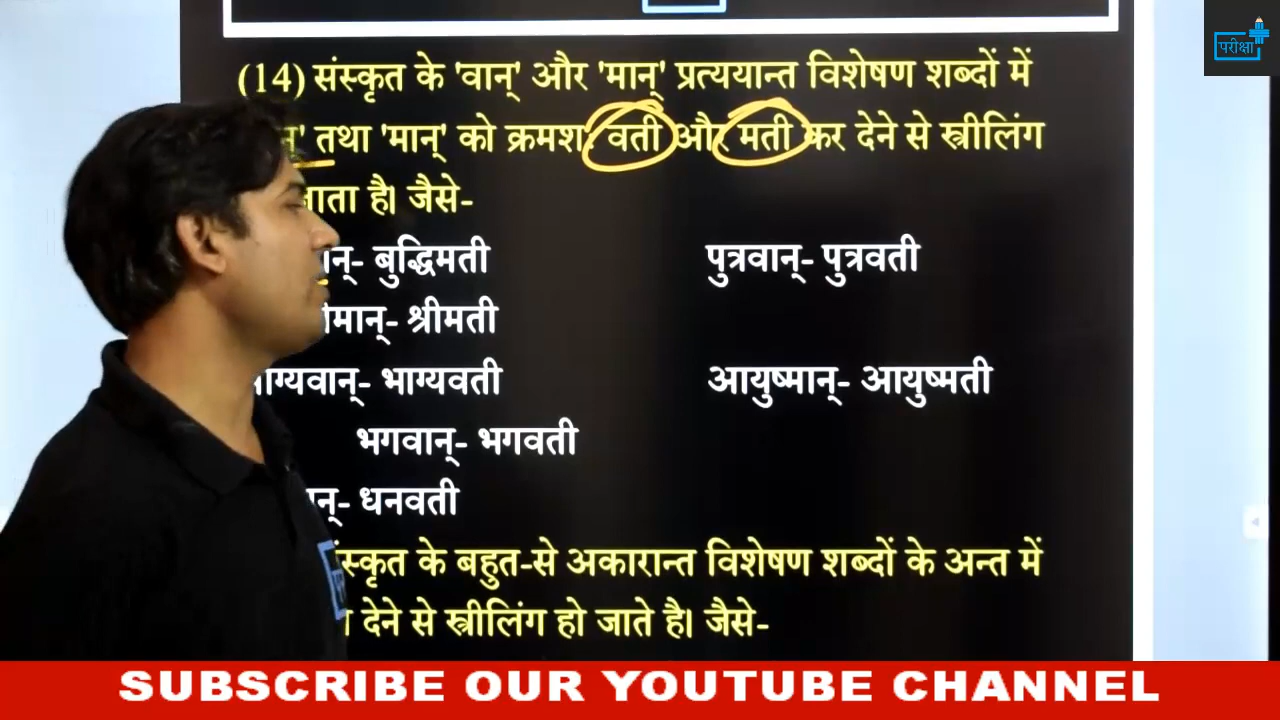 परीक्षा
(14) संस्कृत के 'वान्' और 'मान्' प्रत्ययान्त विशेषण शब्दों में
तथा 'मान्' को क्रमशः वती और मती कर देने से स्त्रीलिंग
जाता है। जैसे-
बुद्धिमती पुत्रवान्- पुत्रवती
श्रीमती
भाग्यवान्- भाग्यवती आयुष्मान्- आयुष्मती
भगवान्- भगवती
धनवती
संस्कृत के बहुत-से अकारान्त विशेषण शब्दों के अन्त में
देने से स्त्रीलिंग हो जाते है। जैसे-
SUBSCRIBE OUR YOUTUBE CHANNEL